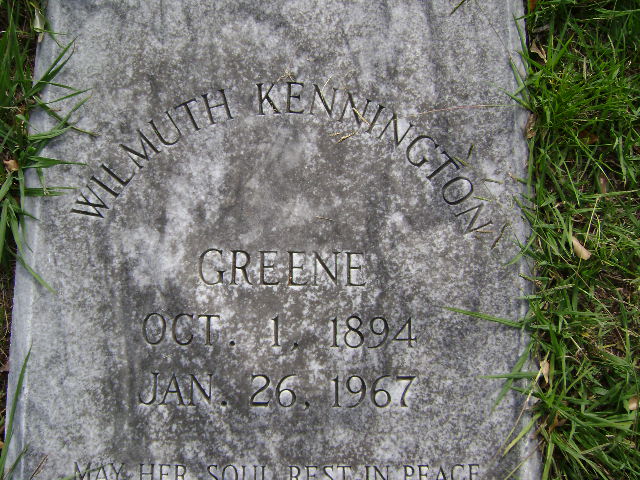 WILMUTH KENNINGTON
GREENE
OCT. 1, 1894
JAN. 26, 1967
MAY HER SOUL REST IN PEACE